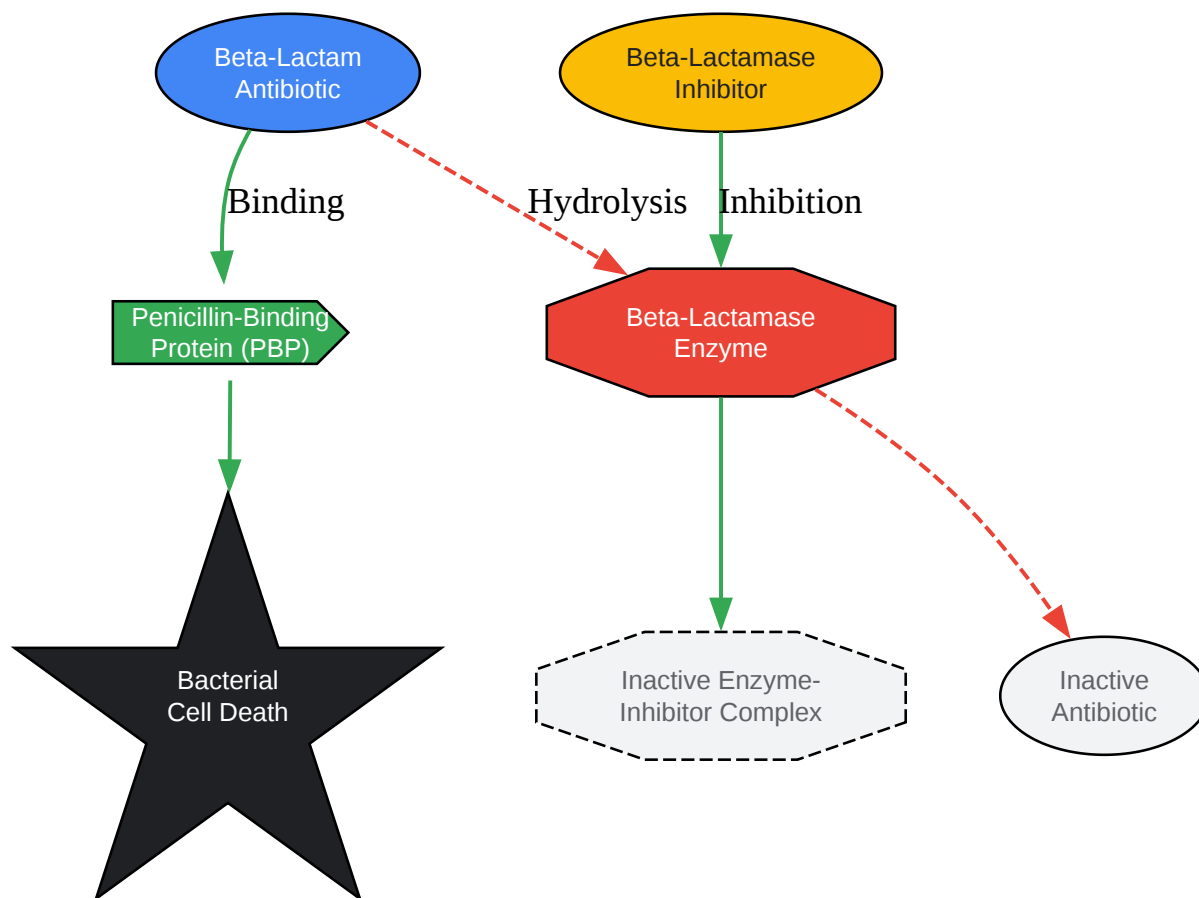 Beta-Lactam
Antibiotic
Beta-Lactamase
Inhibitor
Binding
Hydrolysis
Inhibition
Penicillin-Binding
Protein (PBP)
Beta-Lactamase
Enzyme
Bacterial
Cell Death
Inactive Enzyme-
Inhibitor Complex
Inactive
Antibiotic